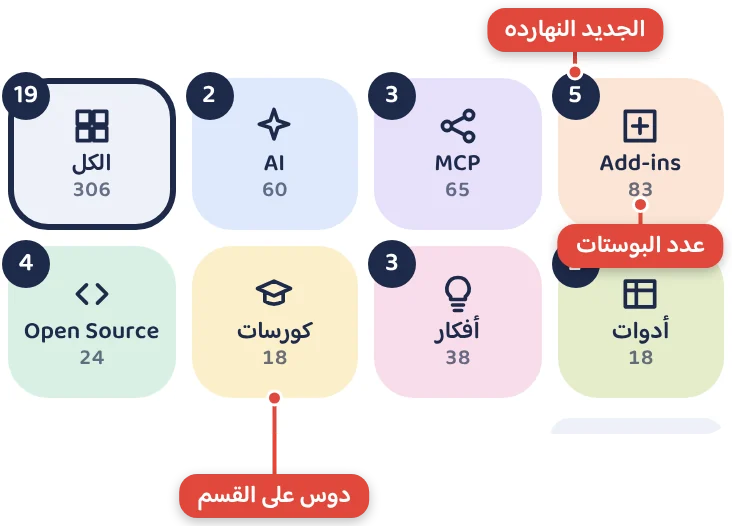 الجديد النهارده
5
Add-ins
83
3
MCP
65
2
AI
60
19
الكل
306
عدد البوستات
أدوات
18
3
أفكار
38
كورسات
18
4
Open Source
24
دوس على القسم